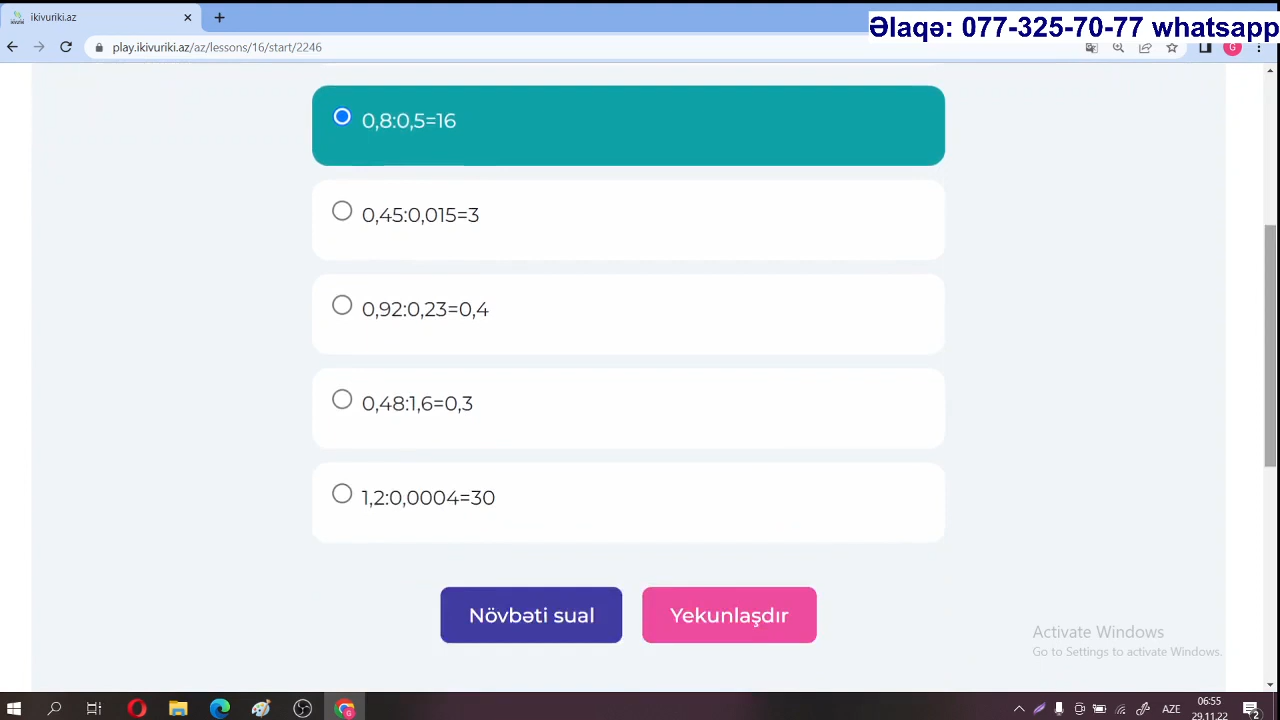 ikivuriki.az
Əlaqə: 077-325-70-77 whatsapp
play.ikivuriki.az/az/lessons/16/start/2246
G
0,8:0,5=16
0,45:0,015=3
0,92:0,23=0,4
0,48:1,6=0,3
1,2:0,0004=30
Növbəti sual
Yekunlaşdır
Activate Windows
Go to Settings to activate Windows.
06:55
AZE
29.11.22
2